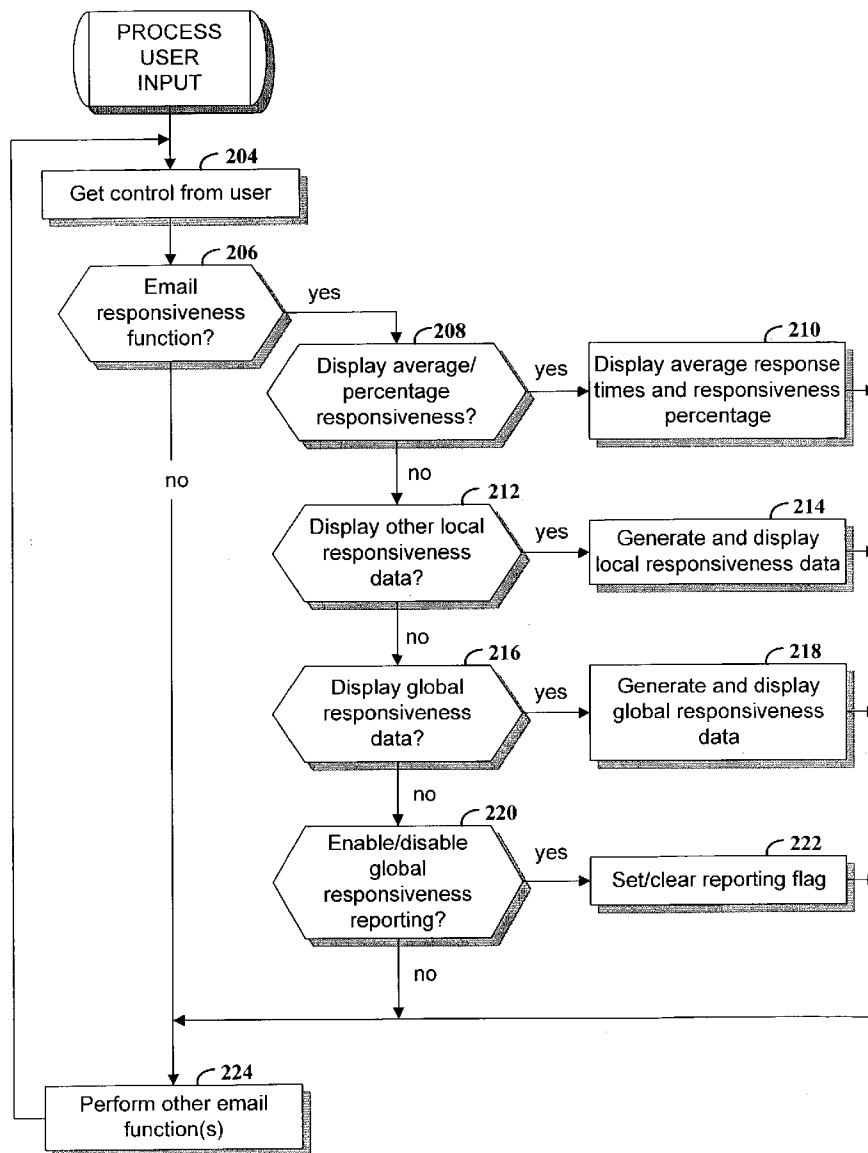 PROCESS
USER
INPUT
204
Get control from user
206
Email
responsiveness
function?
yes
no
208
Display average/
percentage
responsiveness?
yes
210
Display average response
times and responsiveness
percentage
no
212
Display other local
responsiveness
data?
yes
214
Generate and display
local responsiveness data
no
216
Display global
responsiveness
data?
yes
218
Generate and display
global responsiveness
data
no
220
Enable/disable
global
responsiveness
reporting?
yes
222
Set/clear reporting flag
no
224
Perform other email
function(s)